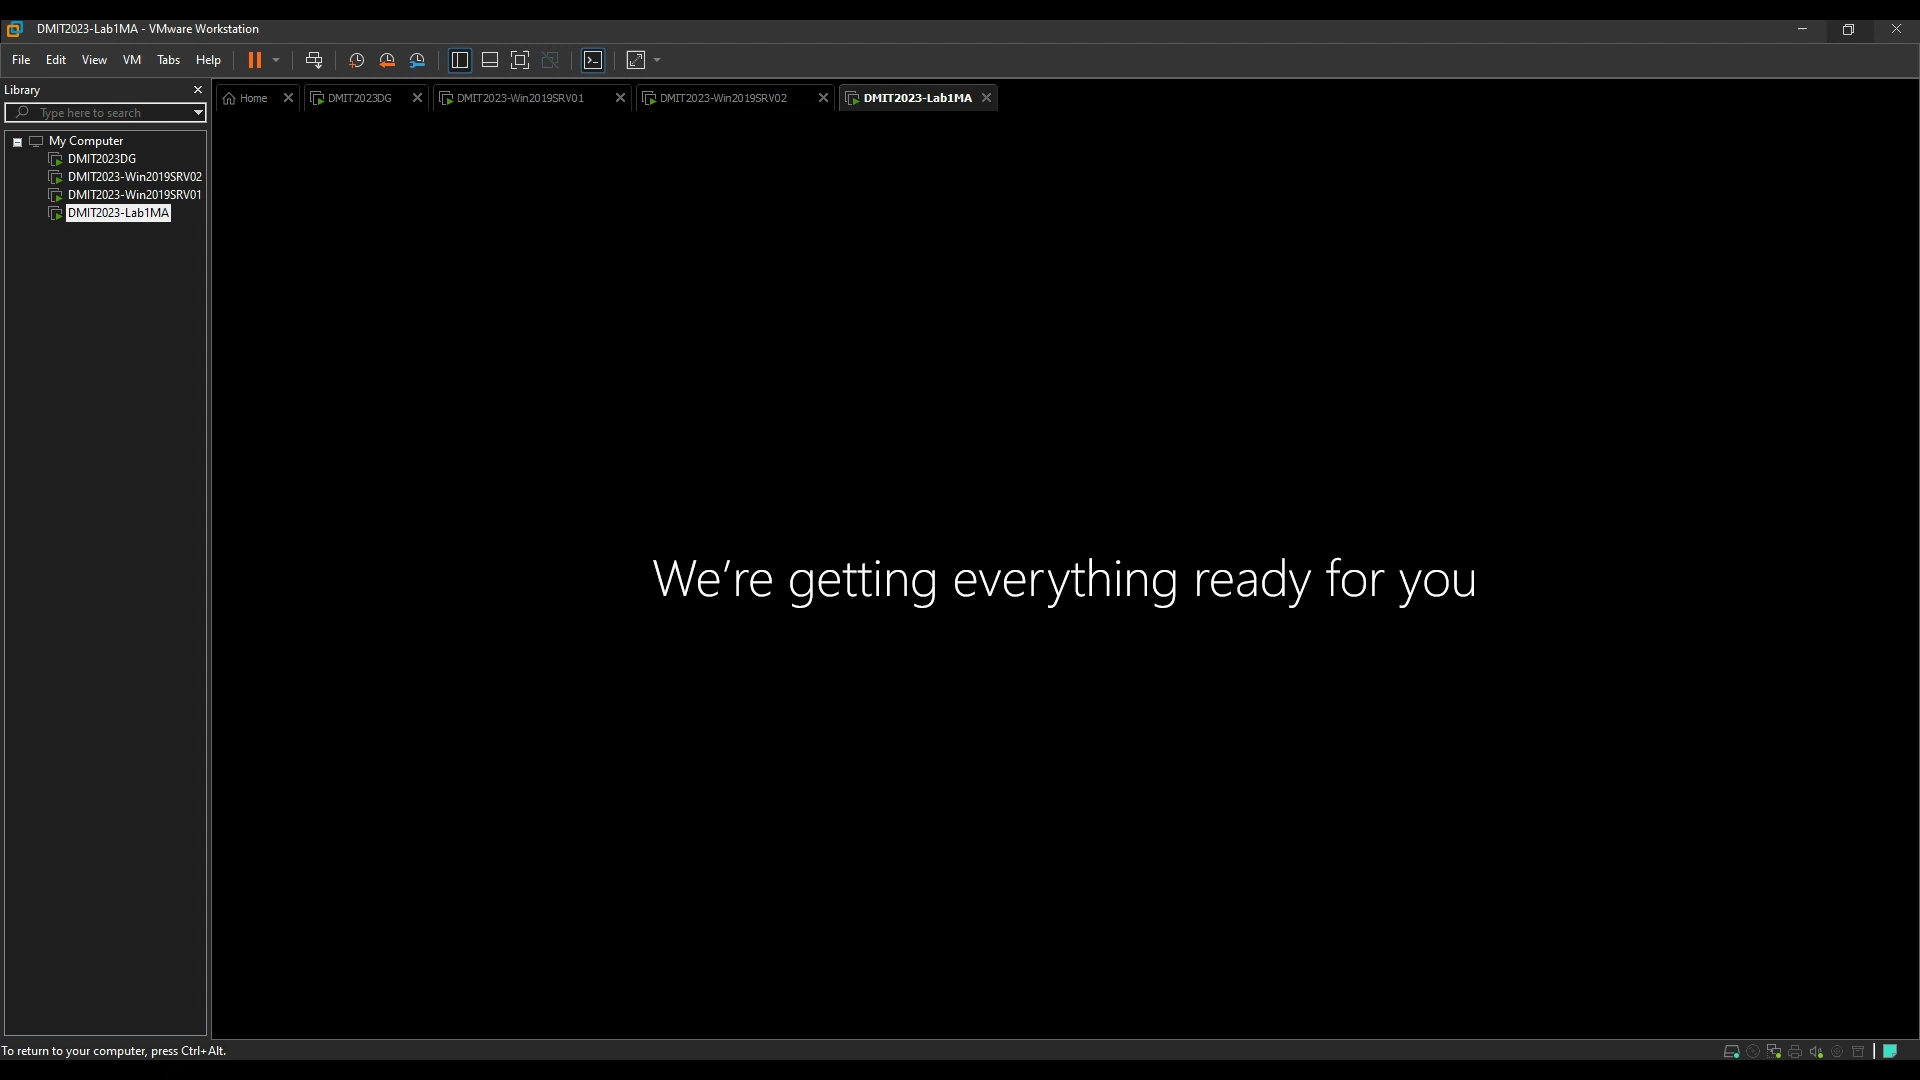 DMIT2023-Lab1MA - VMware Workstation
File Edit View VM Tabs Help
Library
Type here to search
Home DMIT2023DG DMIT2023-Win2019SRV01 DMIT2023-Win2019SRV02 DMIT2023-Lab1MA
My Computer
DMIT2023DG
DMIT2023-Win2019SRV02
DMIT2023-Win2019SRV01
DMIT2023-Lab1MA
We're getting everything ready for you
To return to your computer, press Ctrl+Alt.